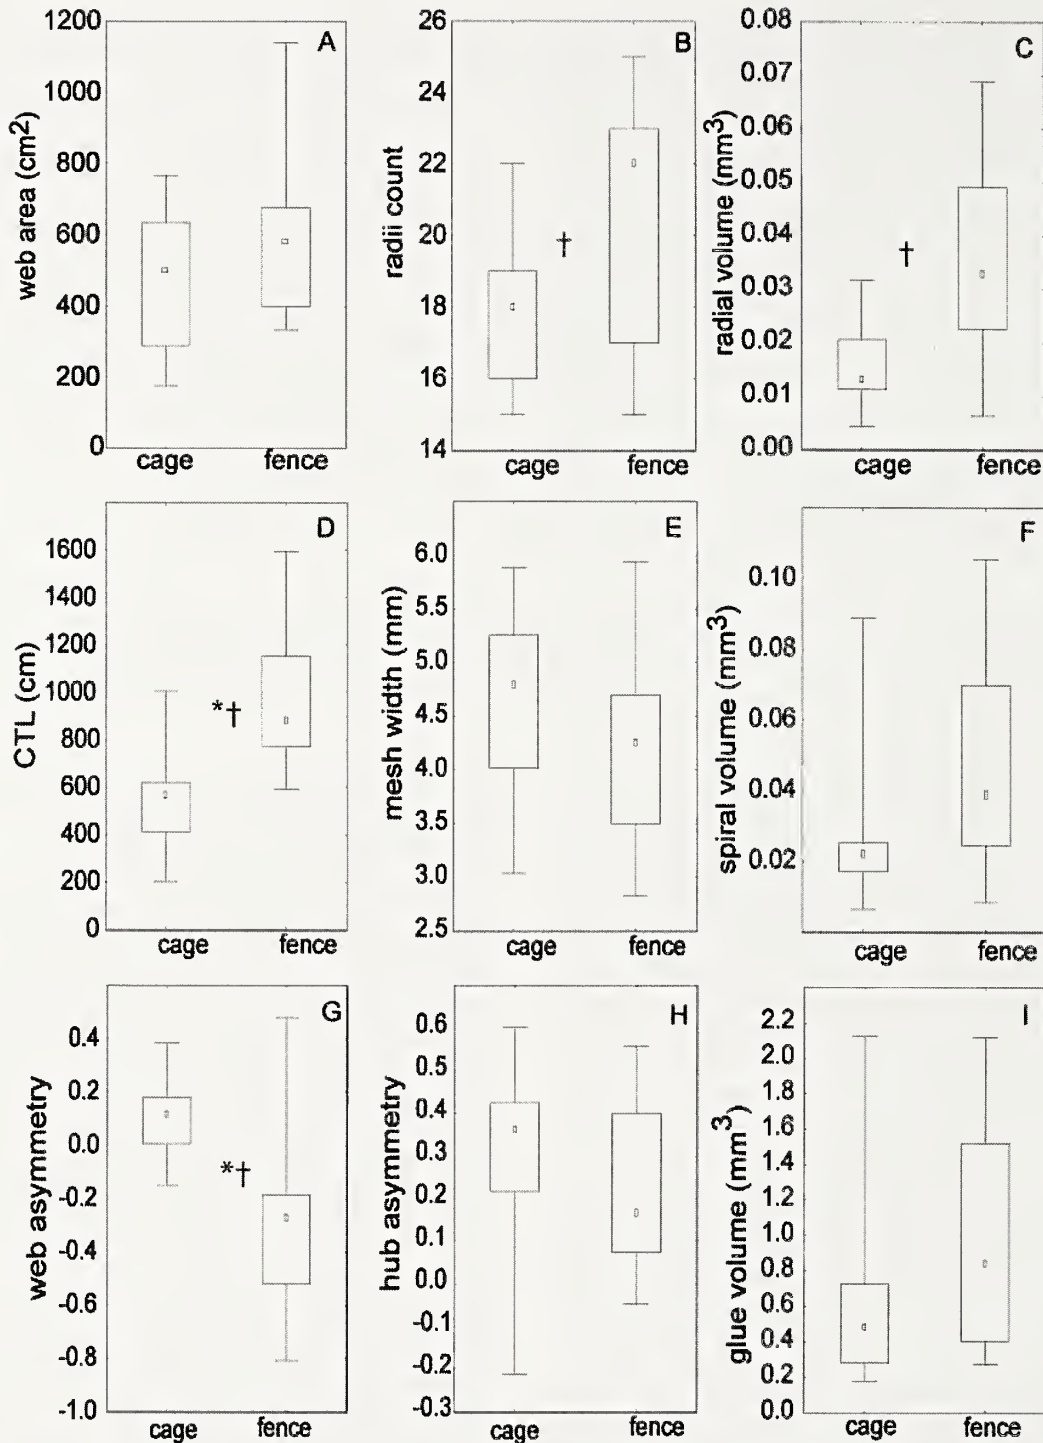 A
web area (cm²)
1200
1000
800
600
400
200
0
cage fence
B
radii count
26
24
22
20
18
16
14
†
cage fence
C
radial volume (mm³)
0.08
0.07
0.06
0.05
0.04
0.03
0.02
0.01
0.00
†
cage fence
D
CTL (cm)
1600
1400
1200
1000
800
600
400
200
0
*†
cage fence
E
mesh width (mm)
6.0
5.5
5.0
4.5
4.0
3.5
3.0
2.5
cage fence
F
spiral volume (mm³)
0.10
0.08
0.06
0.04
0.02
cage fence
G
web asymmetry
0.4
0.2
0.0
-0.2
-0.4
-0.6
-0.8
-1.0
*†
cage fence
H
hub asymmetry
0.6
0.5
0.4
0.3
0.2
0.1
0.0
-0.1
-0.2
-0.3
cage fence
I
glue volume (mm³)
2.2
2.0
1.8
1.6
1.4
1.2
1.0
0.8
0.6
0.4
0.2
0.0
cage fence